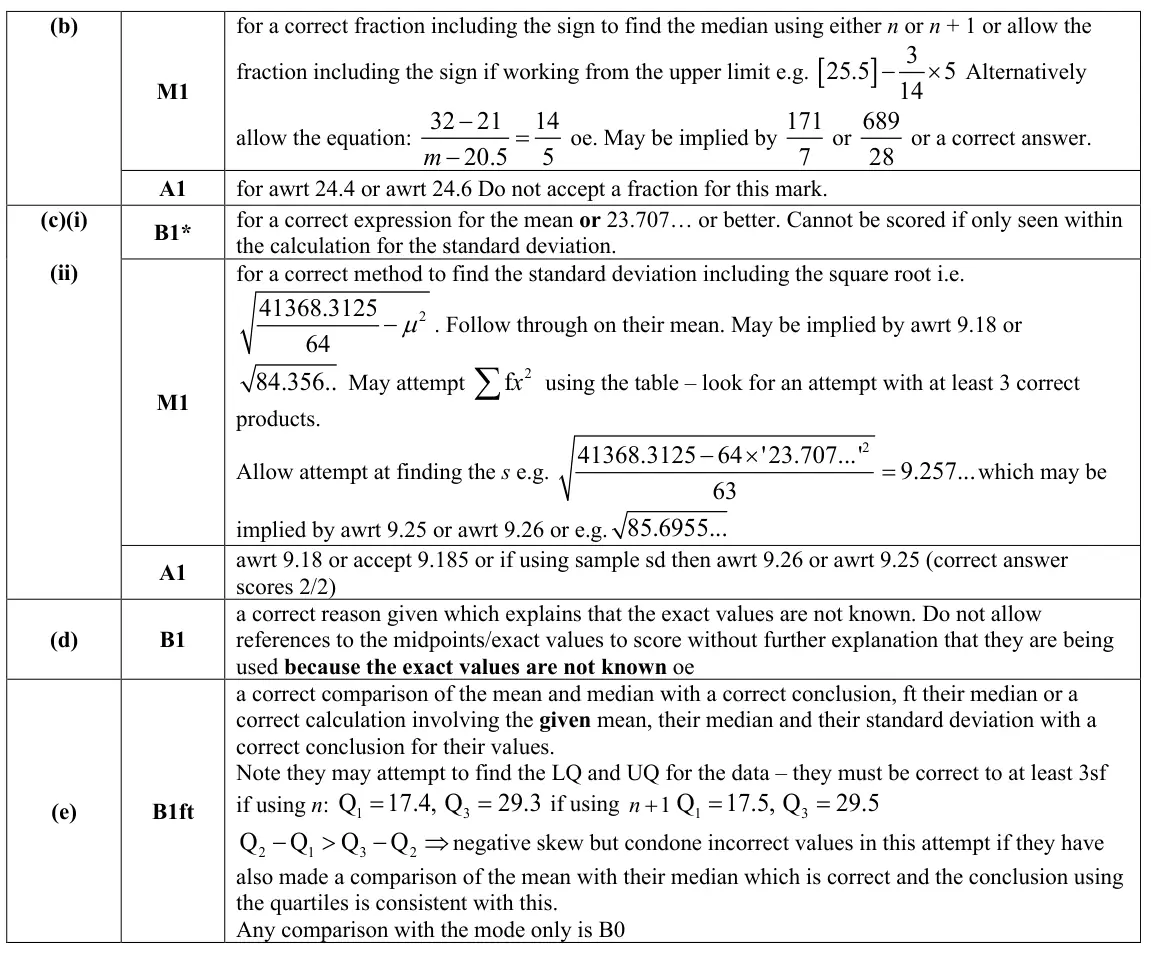 (b) M1 for a correct fraction including the sign to find the median using either n or n + 1 or allow the
fraction including the sign if working from the upper limit e.g. [25.5] − 3/14 × 5 Alternatively
allow the equation: (32 − 21)/(m − 20.5) = 14/5 oe. May be implied by 171/7 or 689/28 or a correct answer.
A1 for awrt 24.4 or awrt 24.6 Do not accept a fraction for this mark.
(c)(i) B1* for a correct expression for the mean or 23.707… or better. Cannot be scored if only seen within
the calculation for the standard deviation.
(ii) M1 for a correct method to find the standard deviation including the square root i.e.
√(41368.3125/64 − μ²) . Follow through on their mean. May be implied by awrt 9.18 or
√84.356.. May attempt ∑fx² using the table – look for an attempt with at least 3 correct
products.
Allow attempt at finding the s e.g. √((41368.3125 − 64 × '23.707...'²)/63) = 9.257... which may be
implied by awrt 9.25 or awrt 9.26 or e.g. √85.6955...
A1 awrt 9.18 or accept 9.185 or if using sample sd then awrt 9.26 or awrt 9.25 (correct answer
scores 2/2)
(d) B1 a correct reason given which explains that the exact values are not known. Do not allow
references to the midpoints/exact values to score without further explanation that they are being
used because the exact values are not known oe
(e) B1ft a correct comparison of the mean and median with a correct conclusion, ft their median or a
correct calculation involving the given mean, their median and their standard deviation with a
correct conclusion for their values.
Note they may attempt to find the LQ and UQ for the data – they must be correct to at least 3sf
if using n: Q₁ = 17.4, Q₃ = 29.3 if using n + 1 Q₁ = 17.5, Q₃ = 29.5
Q₂ − Q₁ > Q₃ − Q₂ ⇒ negative skew but condone incorrect values in this attempt if they have
also made a comparison of the mean with their median which is correct and the conclusion using
the quartiles is consistent with this.
Any comparison with the mode only is B0